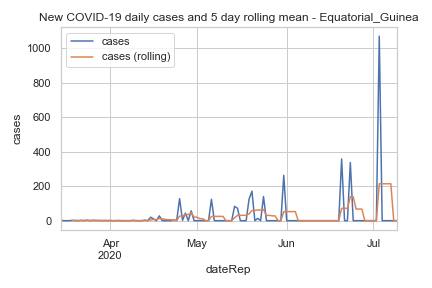 New COVID-19 daily cases and 5 day rolling mean - Equatorial_Guinea
cases
cases (rolling)
1000
800
600
400
200
0
cases
Apr
2020
May
Jun
Jul
dateRep